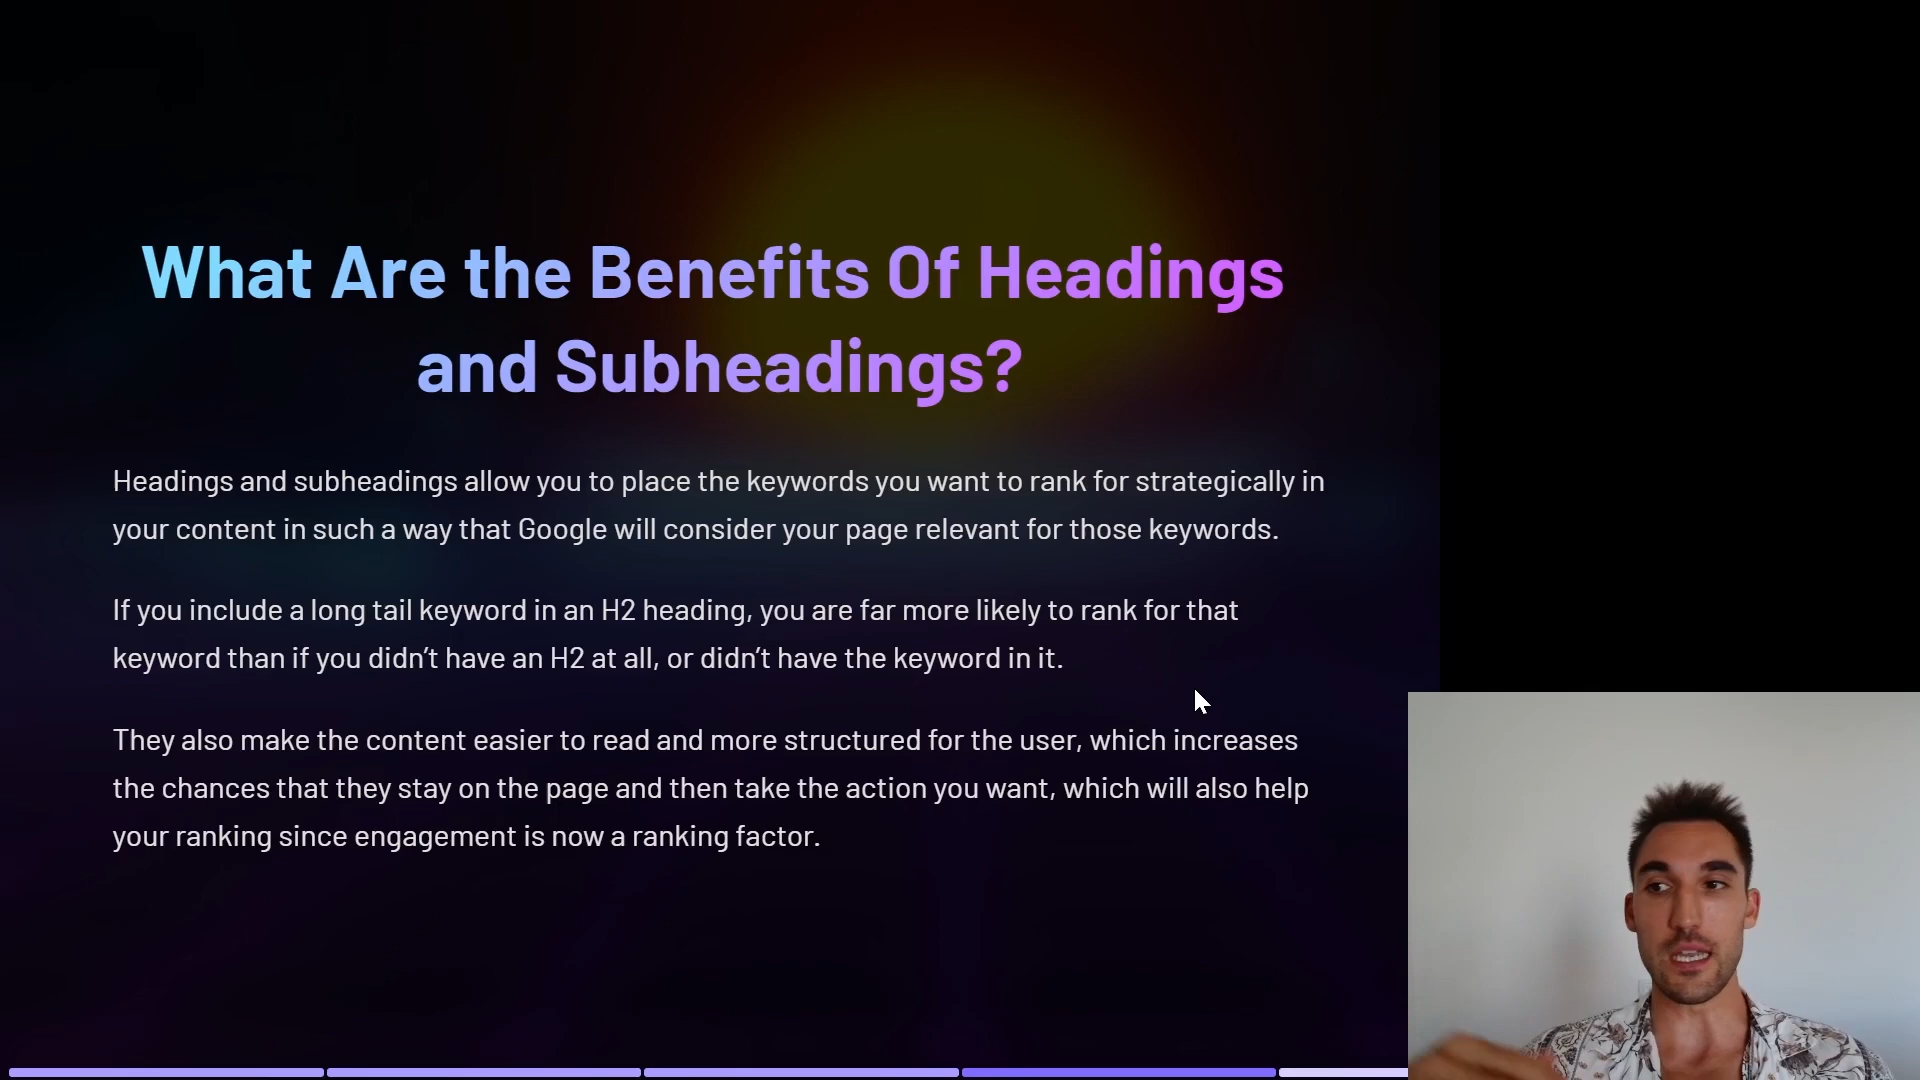 What Are the Benefits Of Headings
and Subheadings?
Headings and subheadings allow you to place the keywords you want to rank for strategically in
your content in such a way that Google will consider your page relevant for those keywords.
If you include a long tail keyword in an H2 heading, you are far more likely to rank for that
keyword than if you didn’t have an H2 at all, or didn’t have the keyword in it.
They also make the content easier to read and more structured for the user, which increases
the chances that they stay on the page and then take the action you want, which will also help
your ranking since engagement is now a ranking factor.